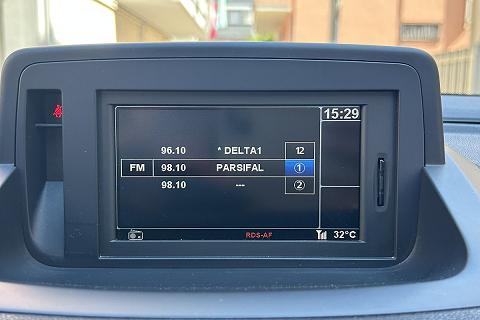 15:29
96.10 * DELTA1 12
FM 98.10 PARSIFAL 1
98.10 --- 2
RDS-AF 32°C